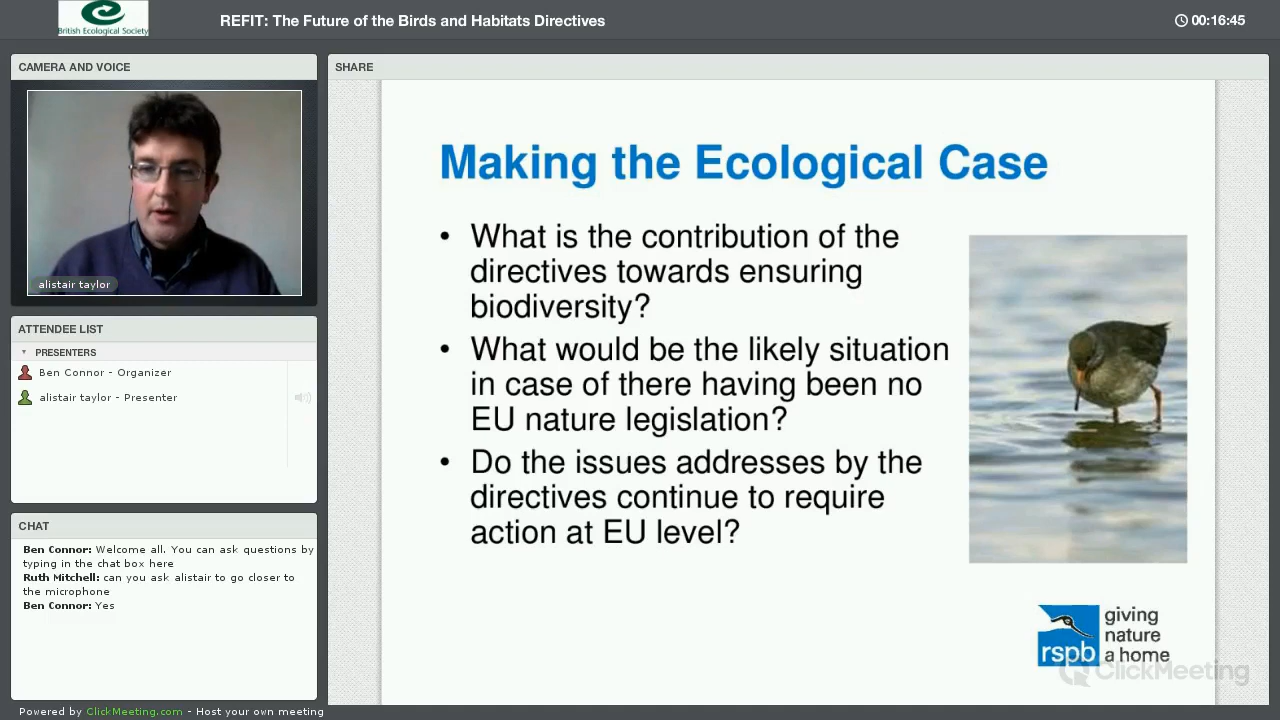 British Ecological Society
REFIT: The Future of the Birds and Habitats Directives
00:16:45
CAMERA AND VOICE
alistair taylor
ATTENDEE LIST
PRESENTERS
Ben Connor - Organizer
alistair taylor - Presenter
CHAT
Ben Connor: Welcome all. You can ask questions by
typing in the chat box here
Ruth Mitchell: can you ask alistair to go closer to
the microphone
Ben Connor: Yes
Powered by ClickMeeting.com - Host your own meeting
SHARE
Making the Ecological Case
• What is the contribution of the
directives towards ensuring
biodiversity?
• What would be the likely situation
in case of there having been no
EU nature legislation?
• Do the issues addresses by the
directives continue to require
action at EU level?
rspb
giving
nature
a home
ClickMeeting